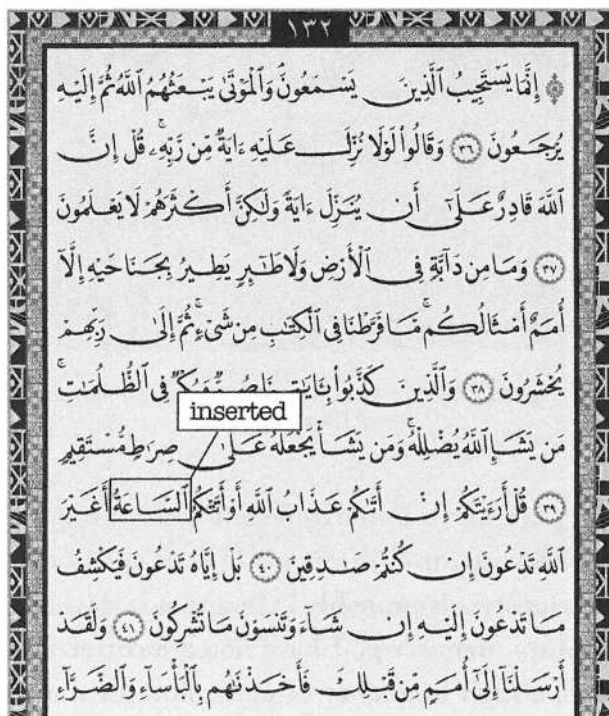 ١٣٢
۞ إِنَّمَا يَسْتَجِيبُ ٱلَّذِينَ يَسْمَعُونَ وَٱلْمَوْتَىٰ يَبْعَثُهُمُ ٱللَّهُ ثُمَّ إِلَيْهِ
يُرْجَعُونَ ٣٦ وَقَالُوا۟ لَوْلَا نُزِّلَ عَلَيْهِ ءَايَةٌ مِّن رَّبِّهِۦ ۚ قُلْ إِنَّ
ٱللَّهَ قَادِرٌ عَلَىٰٓ أَن يُنَزِّلَ ءَايَةً وَلَٰكِنَّ أَكْثَرَهُمْ لَا يَعْلَمُونَ
٣٧ وَمَا مِن دَآبَّةٍ فِى ٱلْأَرْضِ وَلَا طَٰٓئِرٍ يَطِيرُ بِجَنَاحَيْهِ إِلَّآ
أُمَمٌ أَمْثَالُكُم ۚ مَّا فَرَّطْنَا فِى ٱلْكِتَٰبِ مِن شَىْءٍ ۚ ثُمَّ إِلَىٰ رَبِّهِمْ
يُحْشَرُونَ ٣٨ وَٱلَّذِينَ كَذَّبُوا۟ بِـَٔايَٰتِنَا صُمٌّ وَبُكْمٌ فِى ٱلظُّلُمَٰتِ ۗ
inserted
مَن يَشَإِ ٱللَّهُ يُضْلِلْهُ وَمَن يَشَأْ يَجْعَلْهُ عَلَىٰ صِرَٰطٍ مُّسْتَقِيمٍ
٣٩ قُلْ أَرَءَيْتَكُمْ إِنْ أَتَىٰكُمْ عَذَابُ ٱللَّهِ أَوْ أَتَتْكُمُ ٱلسَّاعَةُ أَغَيْرَ
ٱللَّهِ تَدْعُونَ إِن كُنتُمْ صَٰدِقِينَ ٤٠ بَلْ إِيَّاهُ تَدْعُونَ فَيَكْشِفُ
مَا تَدْعُونَ إِلَيْهِ إِن شَآءَ وَتَنسَوْنَ مَا تُشْرِكُونَ ٤١ وَلَقَدْ
أَرْسَلْنَآ إِلَىٰٓ أُمَمٍ مِّن قَبْلِكَ فَأَخَذْنَٰهُم بِٱلْبَأْسَآءِ وَٱلضَّرَّآءِ